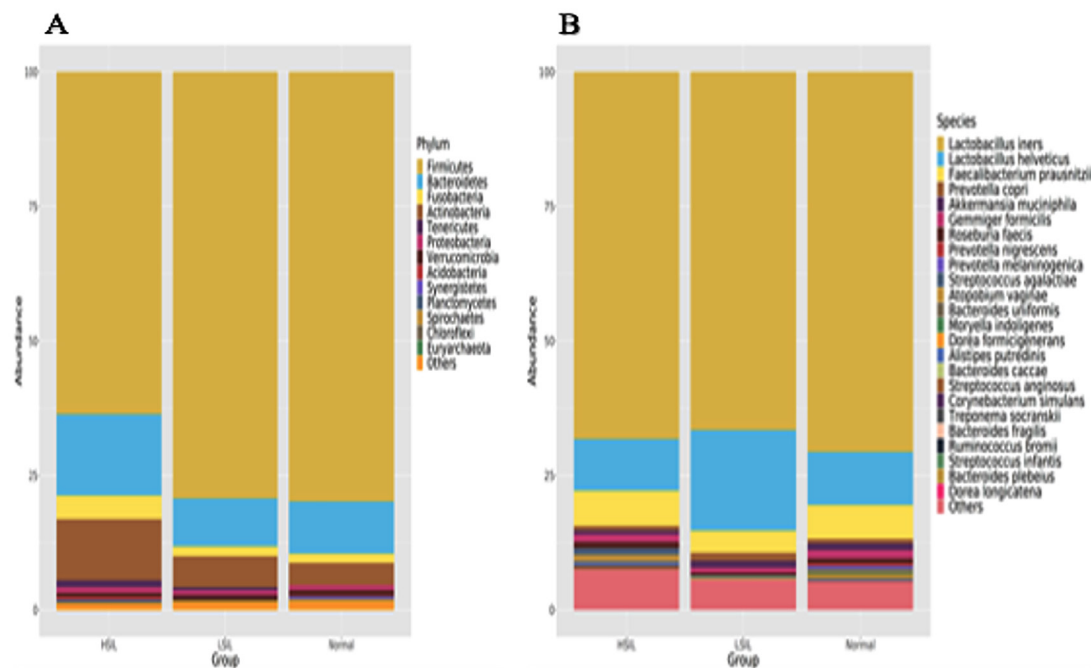 A
B
100
75
50
25
0
Abundance
HSIL
LSIL
Normal
Group
Phylum
Firmicutes
Bacteroidetes
Fusobacteria
Actinobacteria
Tenericutes
Proteobacteria
Verrucomicrobia
Acidobacteria
Synergistetes
Planctomycetes
Spirochaetes
Chloroflexi
Euryarchaeota
Others
100
75
50
25
0
Abundance
HSIL
LSIL
Normal
Group
Species
Lactobacillus iners
Lactobacillus helveticus
Faecalibacterium prausnitzii
Prevotella copri
Akkermansia muciniphila
Gemmiger formicilis
Roseburia faecis
Prevotella nigrescens
Prevotella melaninogenica
Streptococcus agalactiae
Atopobium vaginae
Bacteroides uniformis
Moryella indoligenes
Dorea formicigenerans
Alistipes putredinis
Bacteroides caccae
Streptococcus anginosus
Corynebacterium simulans
Treponema socranskii
Bacteroides fragilis
Ruminococcus bromii
Streptococcus infantis
Bacteroides plebeius
Dorea longicatena
Others